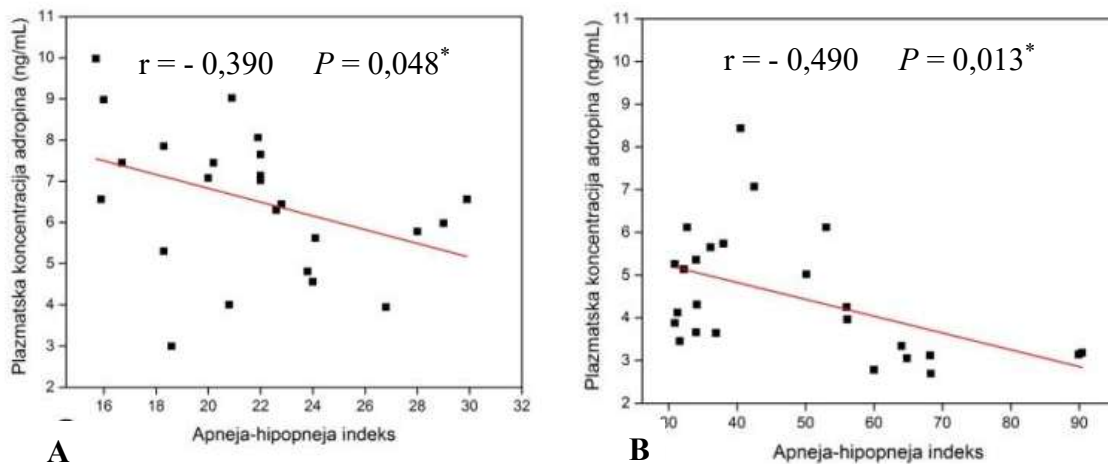 r = - 0,390 P = 0,048*
Plazmatska koncentracija adropina (ng/mL)
11
10
9
8
7
6
5
4
3
2
16 18 20 22 24 26 28 30 32
Apneja-hipopneja indeks
A
r = - 0,490 P = 0,013*
Plazmatska koncentracija adropina (ng/mL)
11
10
9
8
7
6
5
4
3
2
40 50 60 70 80 90
Apneja-hipopneja indeks
B